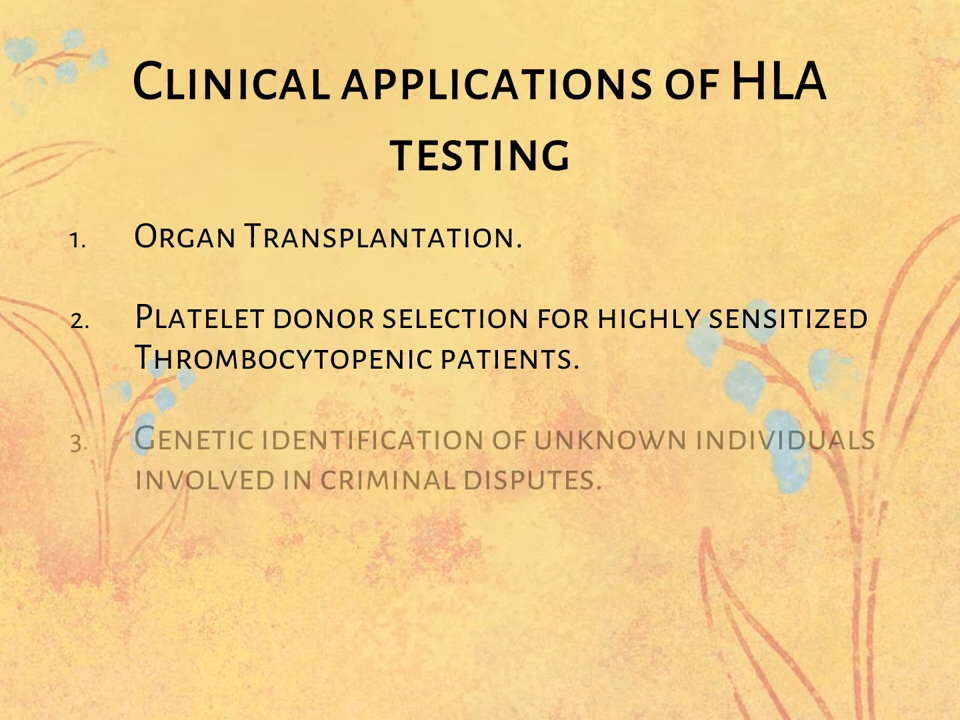 Clinical applications of HLA
testing
1. Organ Transplantation.
2. Platelet donor selection for highly sensitized
Thrombocytopenic patients.
3. Genetic identification of unknown individuals
involved in criminal disputes.